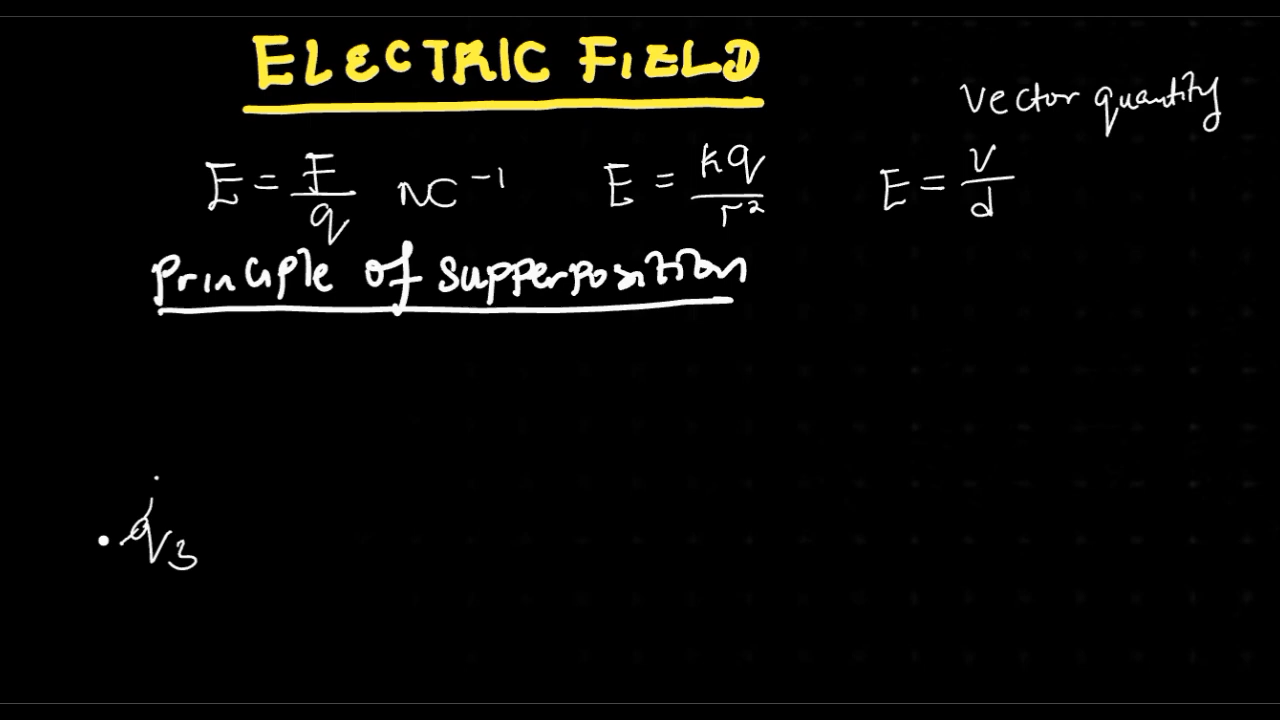 ELECTRIC FIELD
vector quantity
E = F/q NC⁻¹ E = kq/r² E = V/d
principle of supperposition
q₃